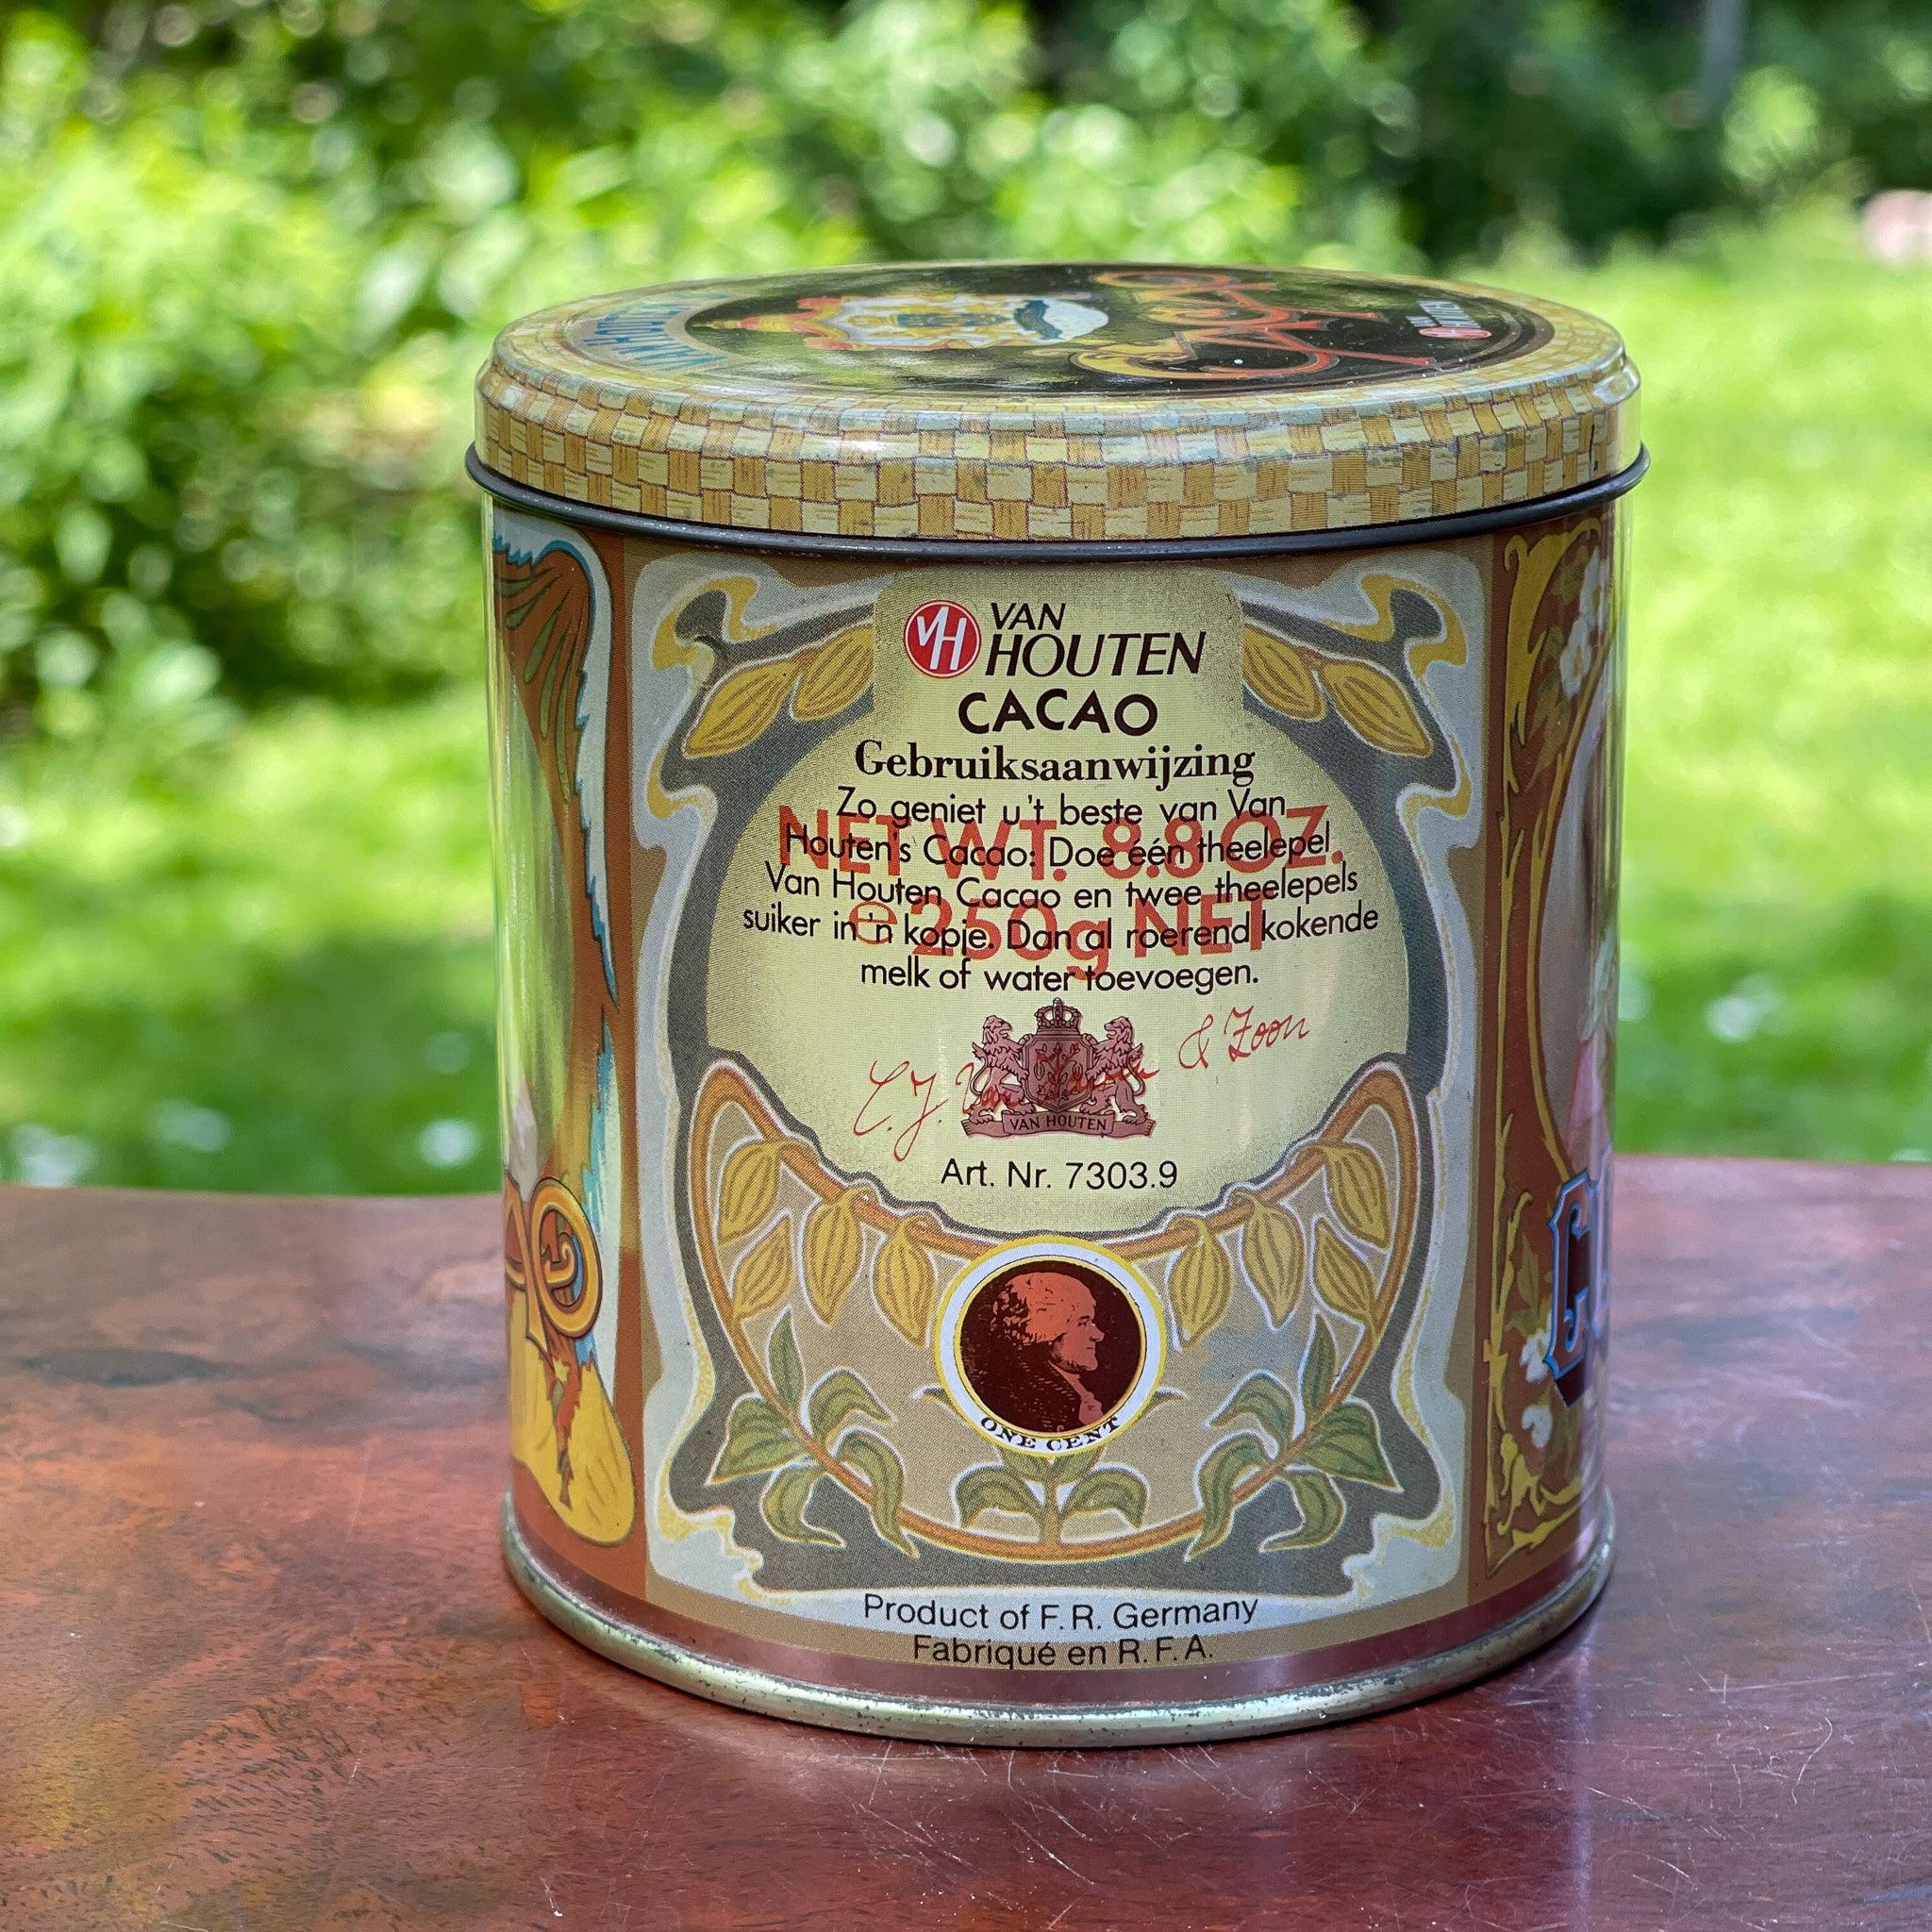 VH VAN
HOUTEN
CACAO
Gebruiksaanwijzing
Zo geniet u't beste van Van
Houten's Cacao: Doe één theelepel
Van Houten Cacao en twee theelepels
suiker in 'n kopje. Dan al roerend kokende
melk of water toevoegen.
NET WT. 8.8 OZ.
e 250g NET
C.J. Van Houten & Zoon
VAN HOUTEN
Art. Nr. 7303.9
ONE CENT
Product of F.R. Germany
Fabriqué en R.F.A.